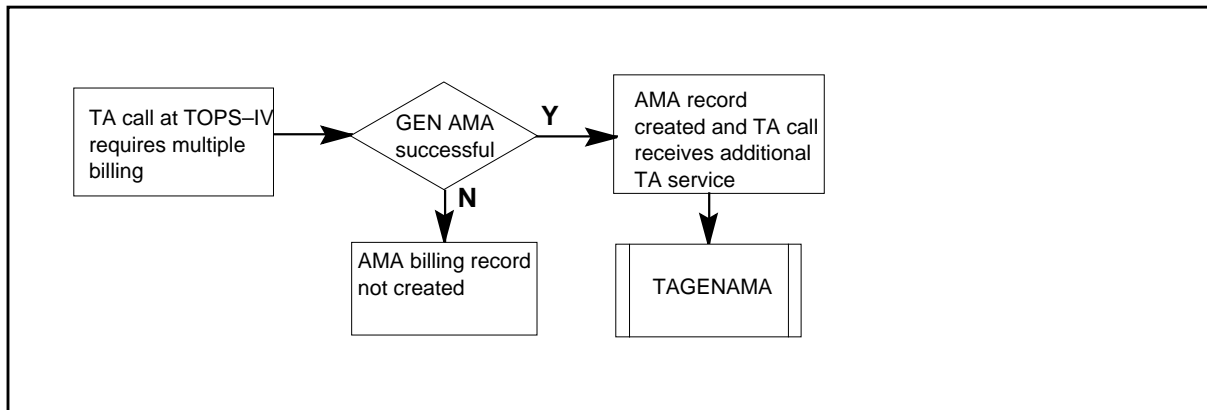 TA call at TOPS–IV
requires multiple
billing
GEN AMA
successful
Y
N
AMA record
created and TA call
receives additional
TA service
AMA billing record
not created
TAGENAMA